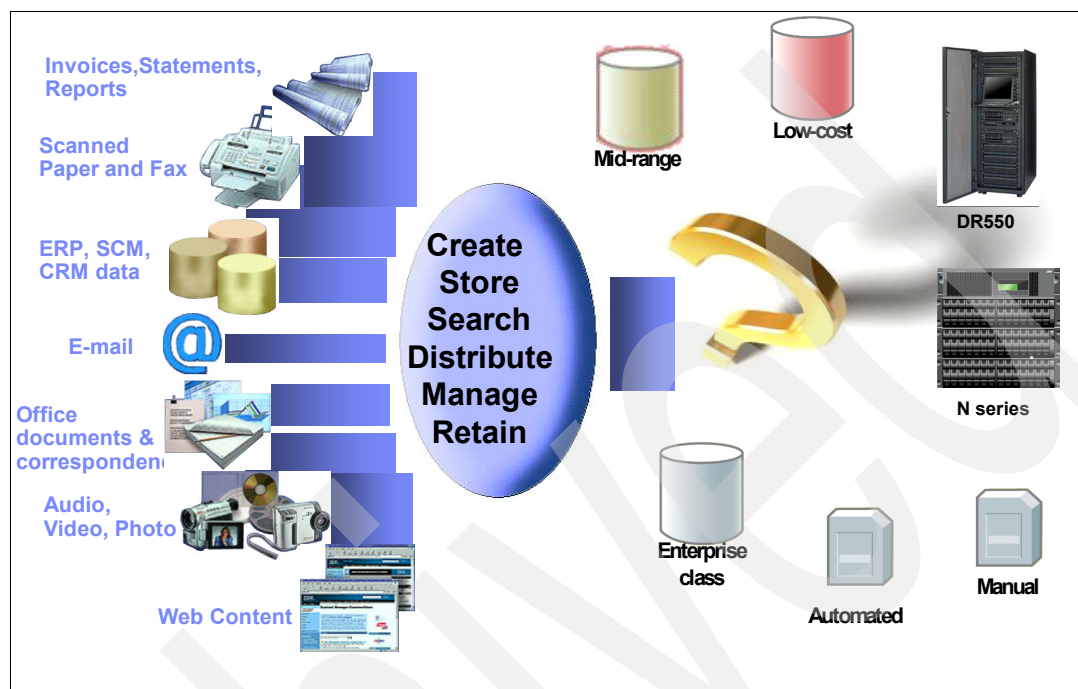 Invoices,Statements,
Reports
Scanned
Paper and Fax
ERP, SCM,
CRM data
E-mail
Office
documents &
corresponden
Audio,
Video, Photo
Web Content
Create
Store
Search
Distribute
Manage
Retain
Mid-range
Low-cost
DR550
N series
Enterprise
class
Automated
Manual